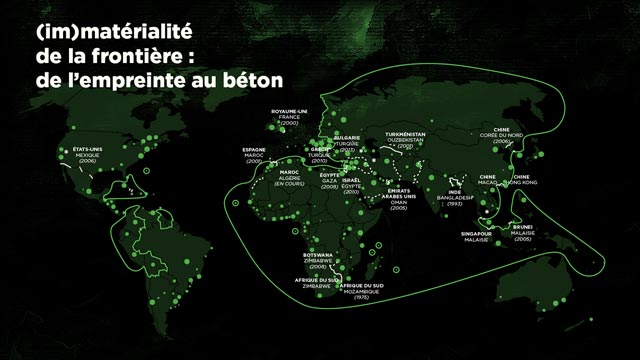 (im)matérialité
de la frontière :
de l’empreinte au béton
ROYAUME-UNI
FRANCE
(2000)
ÉTATS-UNIS
MEXIQUE
(2006)
ESPAGNE
MAROC
(2001)
GRÈCE
TURQUIE
(2010)
BULGARIE
TURQUIE
(2013)
TURKMÉNISTAN
OUZBEKISTAN
(2001)
CHINE
CORÉE DU NORD
(2006)
MAROC
ALGÉRIE
(EN COURS)
ÉGYPTE
GAZA
(2008)
ISRAËL
ÉGYPTE
(2010)
ÉMIRATS
ARABES UNIS
OMAN
(2005)
INDE
BANGLADESH
(1993)
CHINE
MACAO
CHINE
HONG KONG
SINGAPOUR
MALAISIE
BRUNEI
MALAISIE
(2005)
BOTSWANA
ZIMBABWE
(2008)
AFRIQUE DU SUD
ZIMBABWE
AFRIQUE DU SUD
MOZAMBIQUE
(1975)